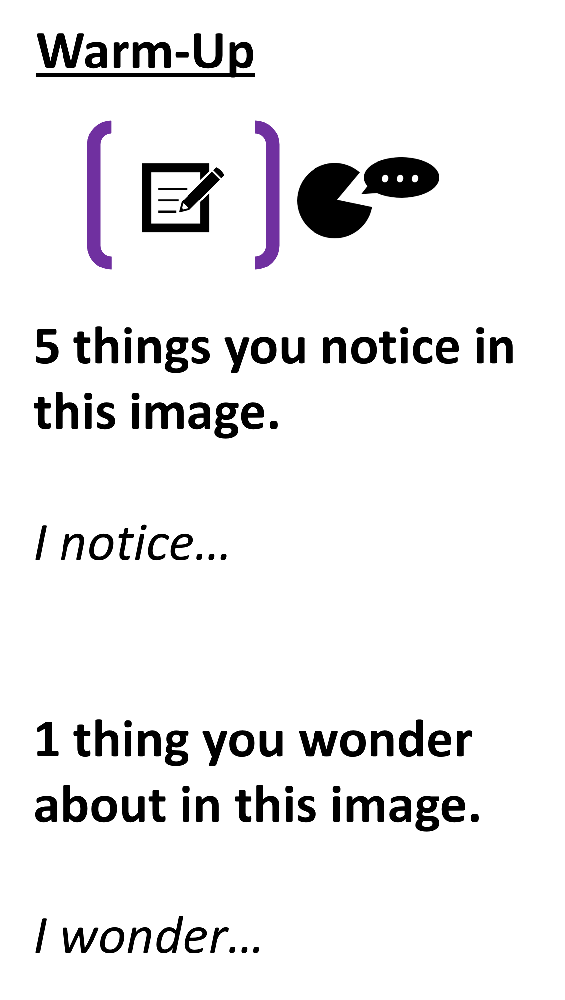 Warm-Up
5 things you notice in
this image.
I notice…
1 thing you wonder
about in this image.
I wonder…